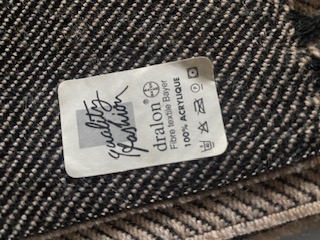 quality
fashion
dralon®
Fibre textile Bayer
100% ACRYLIQUE